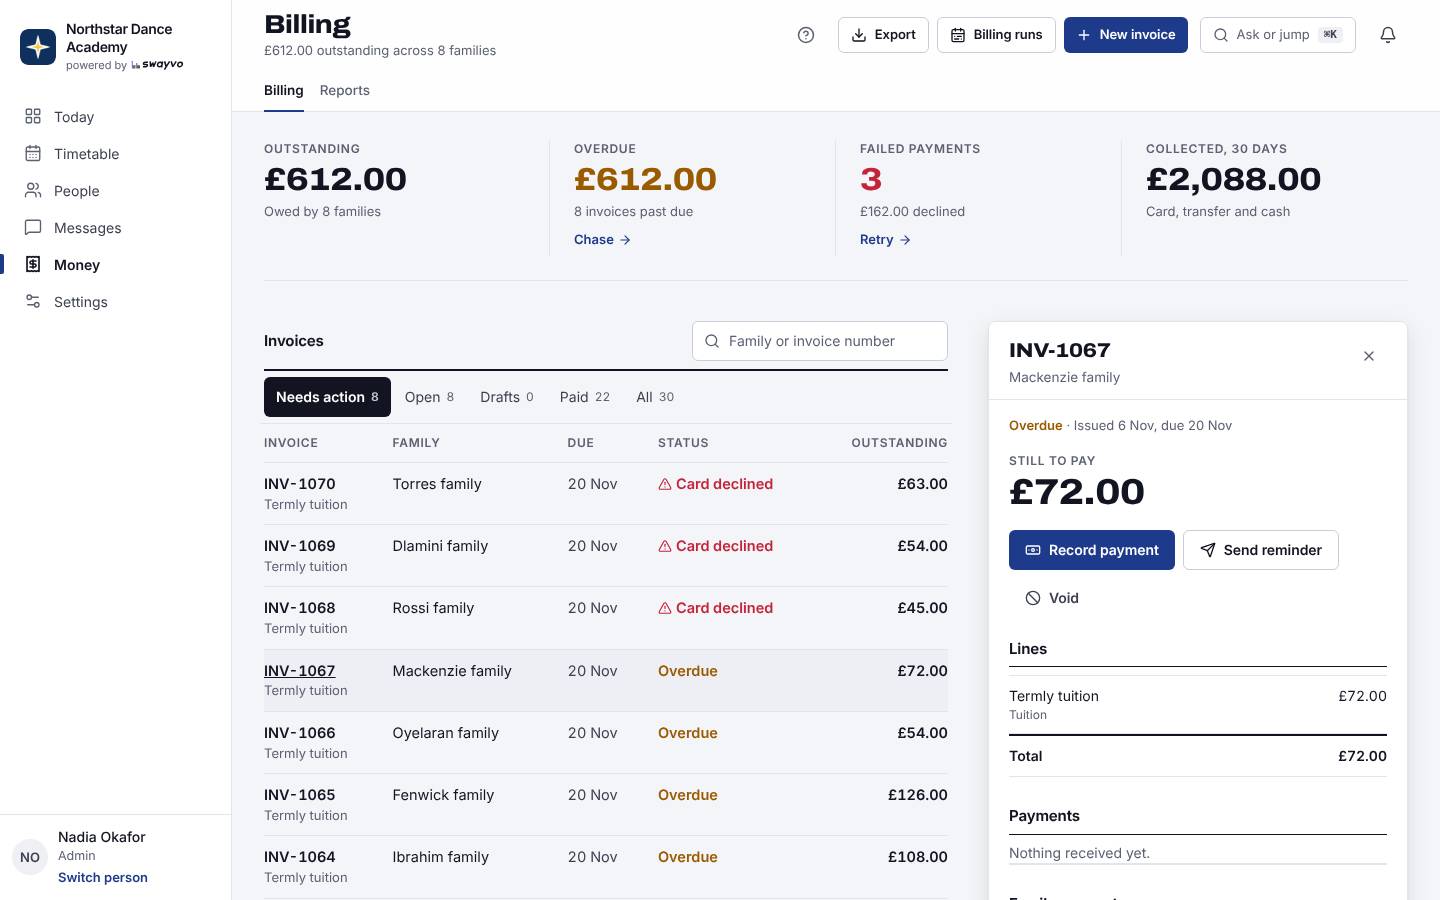 Northstar Dance
Academy
powered by swayvo
Today
Timetable
People
Messages
Money
Settings
Nadia Okafor
NO
Admin
Switch person
Billing
£612.00 outstanding across 8 families
Export
Billing runs
New invoice
Ask or jump ⌘K
Billing
Reports
OUTSTANDING
£612.00
Owed by 8 families
OVERDUE
£612.00
8 invoices past due
Chase →
FAILED PAYMENTS
3
£162.00 declined
Retry →
COLLECTED, 30 DAYS
£2,088.00
Card, transfer and cash
Invoices
Family or invoice number
Needs action 8
Open 8
Drafts 0
Paid 22
All 30
INVOICE FAMILY DUE STATUS OUTSTANDING
INV-1070 Torres family 20 Nov Card declined £63.00
Termly tuition
INV-1069 Dlamini family 20 Nov Card declined £54.00
Termly tuition
INV-1068 Rossi family 20 Nov Card declined £45.00
Termly tuition
INV-1067 Mackenzie family 20 Nov Overdue £72.00
Termly tuition
INV-1066 Oyelaran family 20 Nov Overdue £54.00
Termly tuition
INV-1065 Fenwick family 20 Nov Overdue £126.00
Termly tuition
INV-1064 Ibrahim family 20 Nov Overdue £108.00
Termly tuition
INV-1067
Mackenzie family
Overdue · Issued 6 Nov, due 20 Nov
STILL TO PAY
£72.00
Record payment
Send reminder
Void
Lines
Termly tuition £72.00
Tuition
Total £72.00
Payments
Nothing received yet.